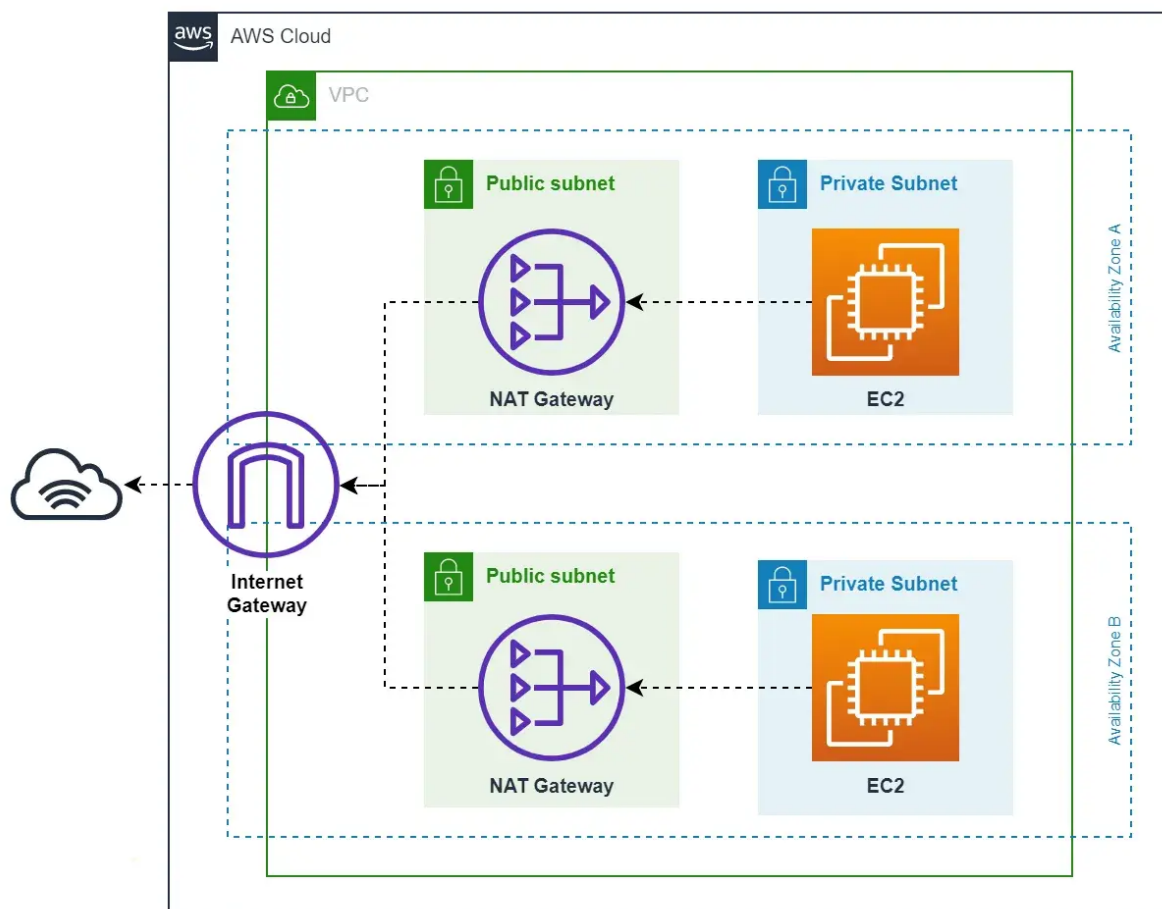 aws
AWS Cloud
VPC
Public subnet
Private Subnet
NAT Gateway
EC2
Availability Zone A
Internet
Gateway
Public subnet
Private Subnet
NAT Gateway
EC2
Availability Zone B